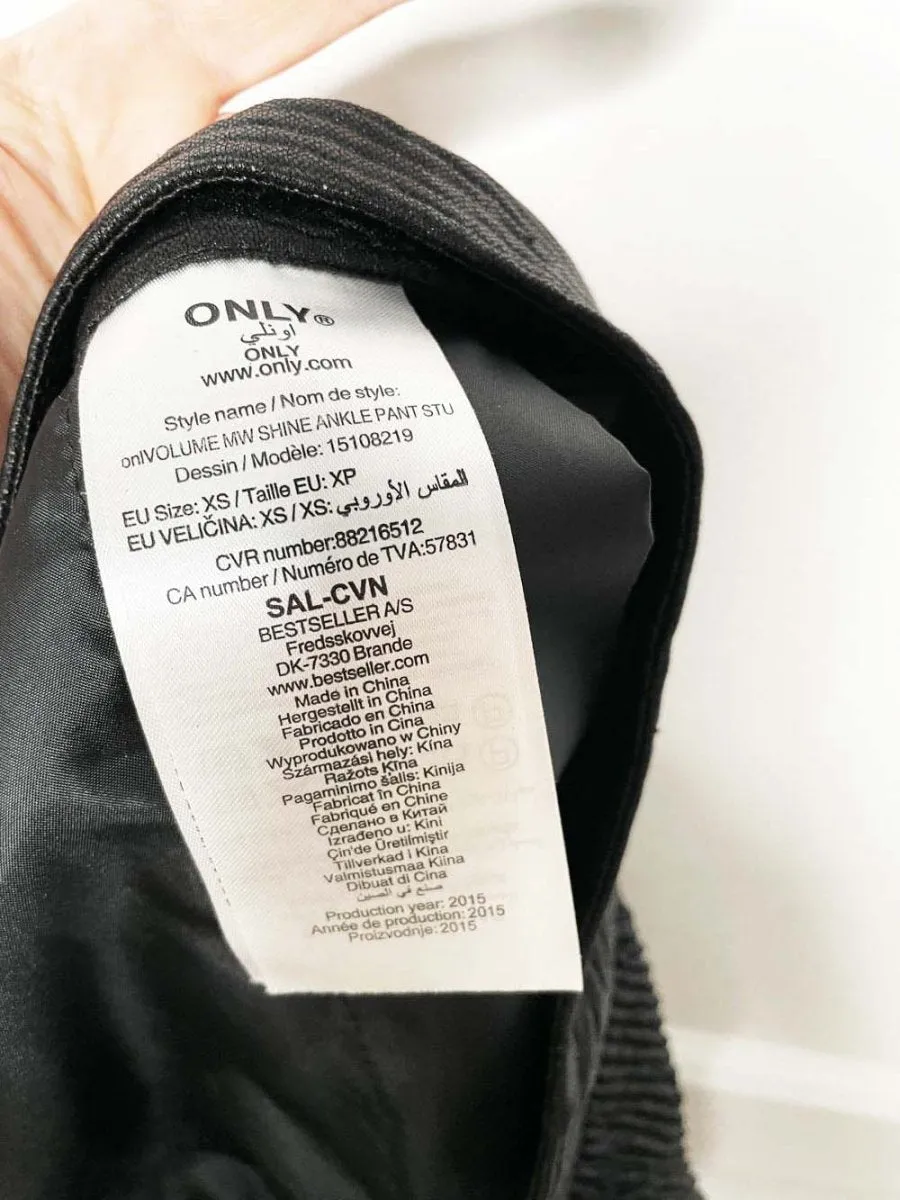 ONLY®
اونلي
ONLY
www.only.com
Style name / Nom de style:
onlVOLUME MW SHINE ANKLE PANT STU
Dessin / Modèle: 15108219
EU Size: XS / Taille EU: XP
EU VELIČINA: XS / XS: المقاس الأوروبي
CVR number:88216512
CA number / Numéro de TVA:57831
SAL-CVN
BESTSELLER A/S
Fredsskovvej
DK-7330 Brande
www.bestseller.com
Made in China
Hergestellt in China
Fabricado en China
Prodotto in Cina
Wyprodukowano w Chiny
Származási hely: Kína
Ražots Ķīna
Pagaminimo šalis: Kinija
Fabricat în China
Fabriqué en Chine
Сделано в Китай
Izrađeno u: Kini
Çin'de Üretilmiştir
Tillverkad i Kina
Valmistusmaa Kiina
Dibuat di Cina
صنع في الصين
Production year: 2015
Année de production: 2015
Proizvodnje: 2015